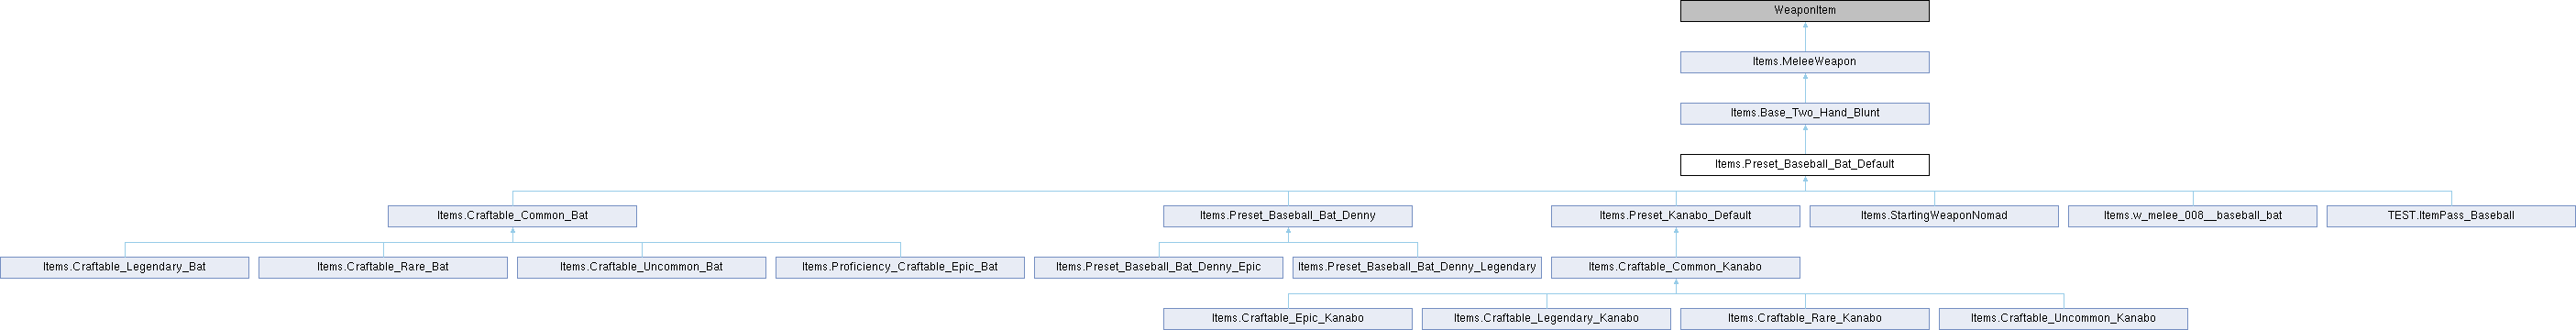 WeaponItem
Items.MeleeWeapon
Items.Base_Two_Hand_Blunt
Items.Preset_Baseball_Bat_Default
Items.Craftable_Common_Bat
Items.Preset_Baseball_Bat_Denny
Items.Preset_Kanabo_Default
Items.StartingWeaponNomad
Items.w_melee_008__baseball_bat
TEST.ItemPass_Baseball
Items.Craftable_Legendary_Bat
Items.Craftable_Rare_Bat
Items.Craftable_Uncommon_Bat
Items.Proficiency_Craftable_Epic_Bat
Items.Preset_Baseball_Bat_Denny_Epic
Items.Preset_Baseball_Bat_Denny_Legendary
Items.Craftable_Common_Kanabo
Items.Craftable_Epic_Kanabo
Items.Craftable_Legendary_Kanabo
Items.Craftable_Rare_Kanabo
Items.Craftable_Uncommon_Kanabo